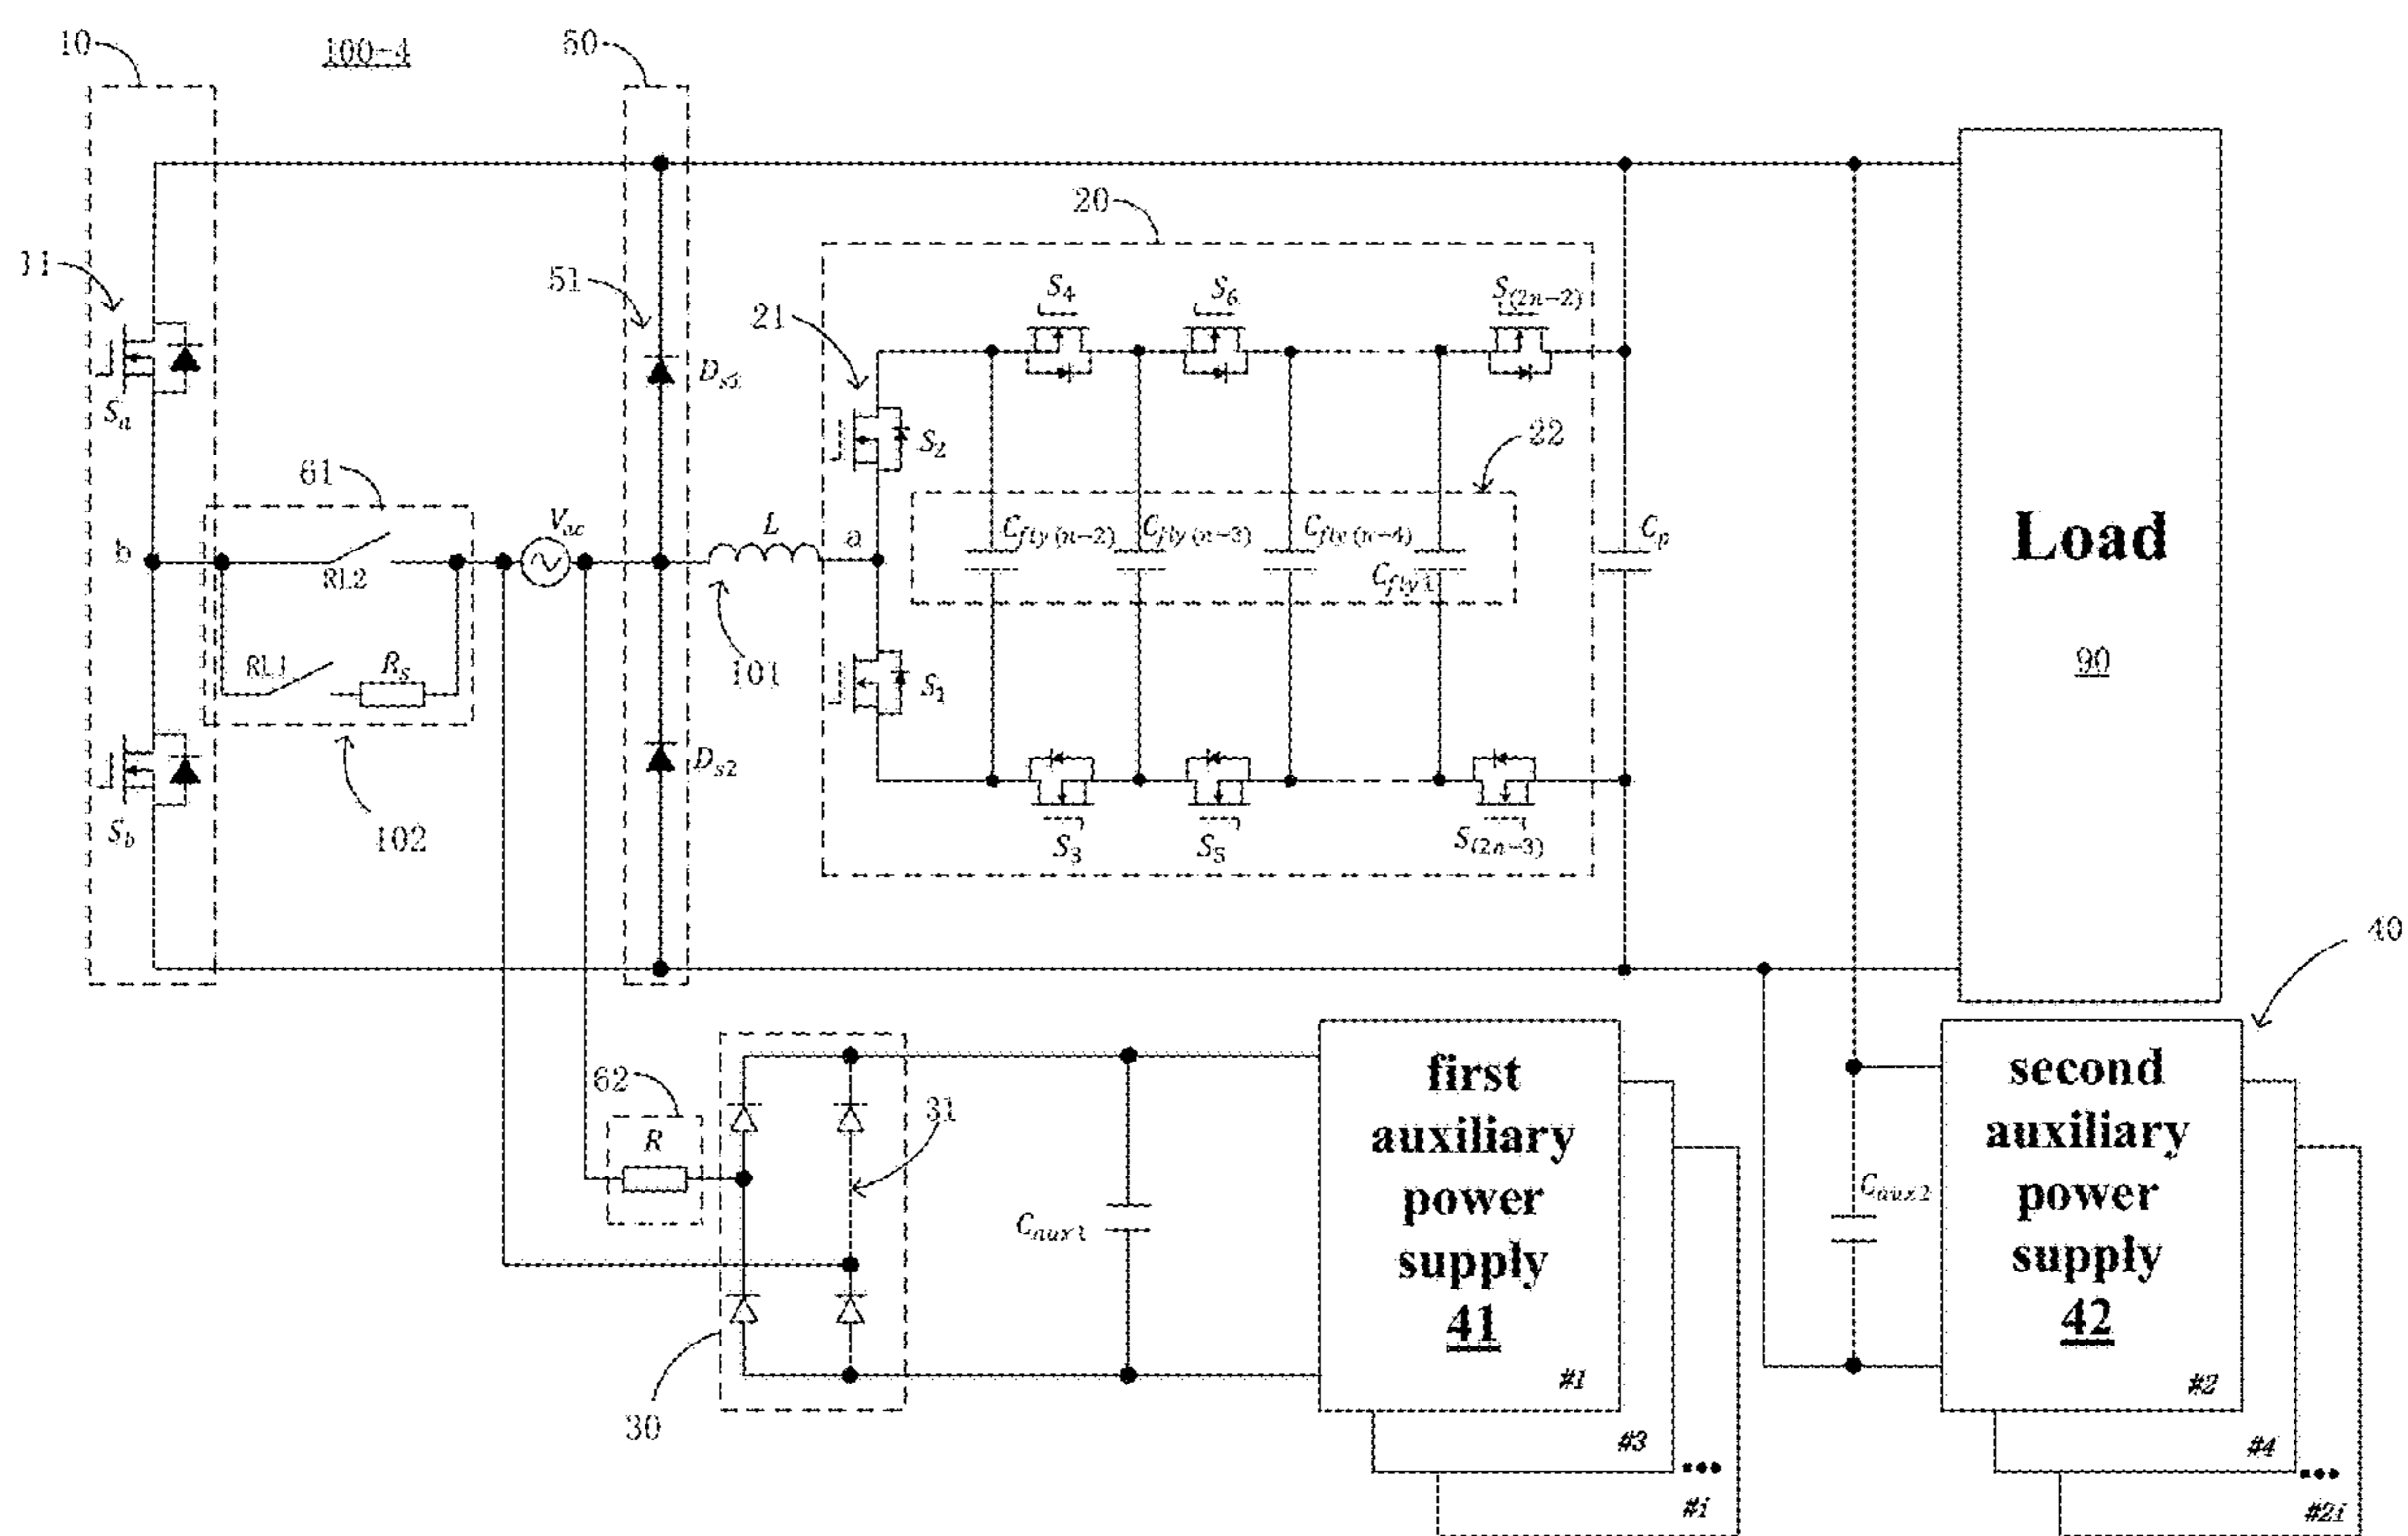 10
100-4
50
20
11
51
21
S4
S6
S(2n-2)
Sa
Ds1
S2
22
61
Vac
L
a
Cfly(n-2)
Cfly(n-3)
Cfly(n-4)
Cp
Load
b
RL2
Cfly1
RL1
Rs
101
S1
90
Ds2
Sb
102
S3
S5
S(2n-3)
40
62
R
31
Caux1
first
auxiliary
power
supply
41
#1
#3
...
#i
second
auxiliary
power
supply
42
#2
#4
...
#2i
Caux2
30